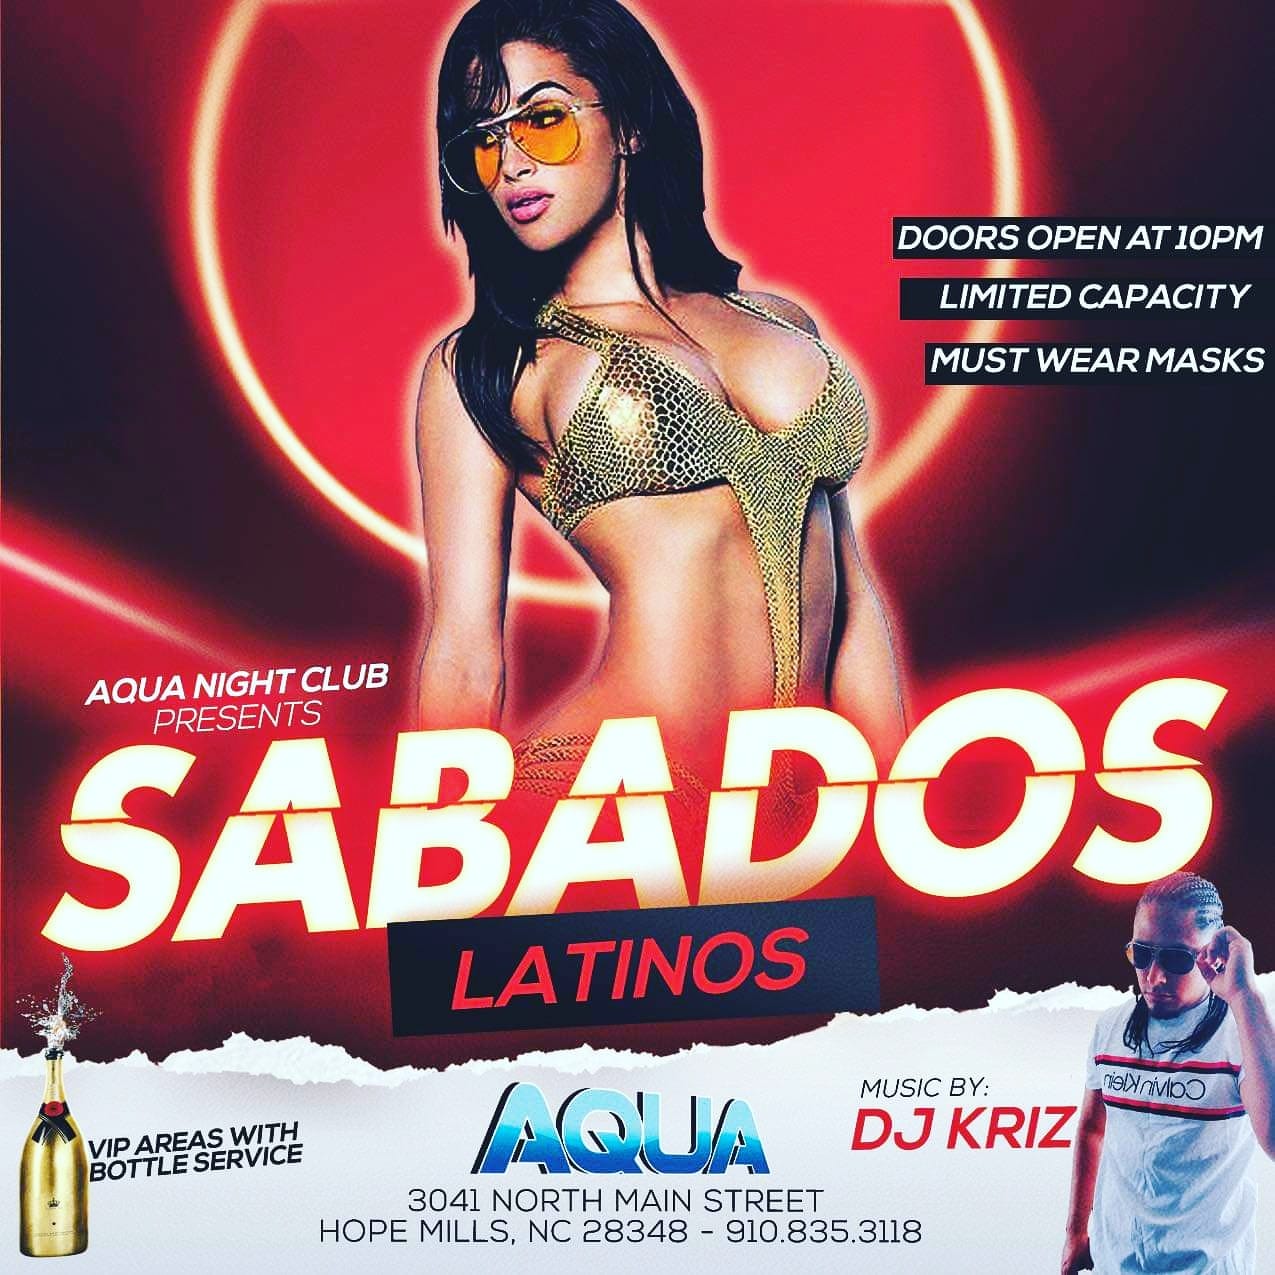 DOORS OPEN AT 10PM
LIMITED CAPACITY
MUST WEAR MASKS
AQUA NIGHT CLUB
PRESENTS
SABADOS
LATINOS
VIP AREAS WITH
BOTTLE SERVICE
AQUA
3041 NORTH MAIN STREET
HOPE MILLS, NC 28348 - 910.835.3118
MUSIC BY:
DJ KRIZ
Calvin Klein